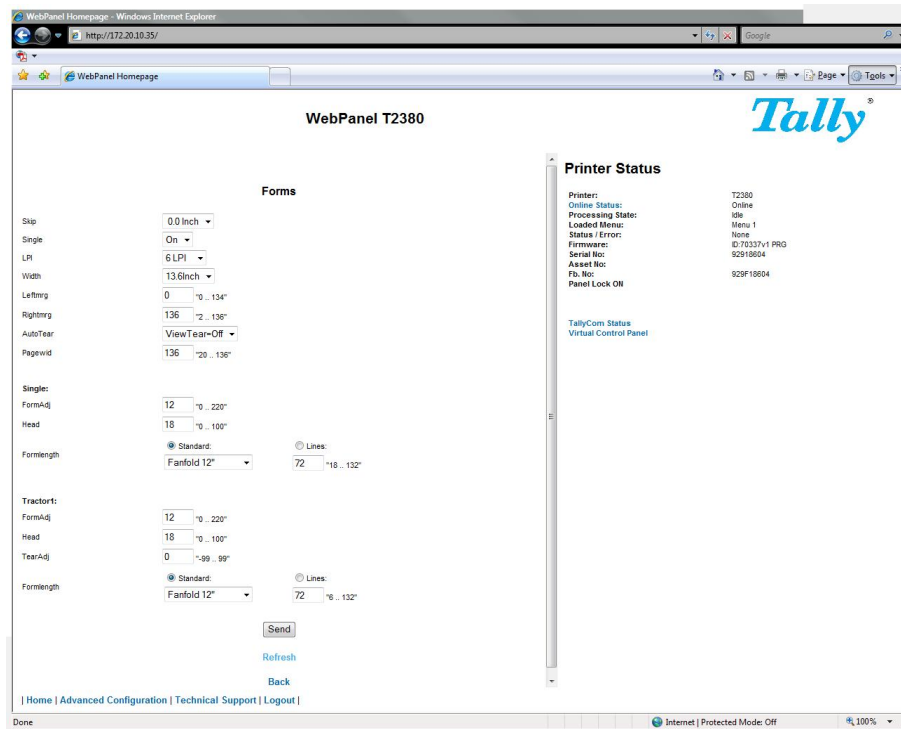 WebPanel Homepage - Windows Internet Explorer
http://172.20.10.35/
Google
WebPanel Homepage
Page
Tools
WebPanel T2380
Tally®
Forms
Skip 0.0 Inch
Single On
LPI 6 LPI
Width 13.6Inch
Leftmrg 0 "0 .. 134"
Rightmrg 136 "2 .. 136"
AutoTear ViewTear=Off
Pagewid 136 "20 .. 136"
Single:
FormAdj 12 "0 .. 220"
Head 18 "0 .. 100"
Standard: Lines:
Formlength
Fanfold 12" 72 "18 .. 132"
Tractor1:
FormAdj 12 "0 .. 220"
Head 18 "0 .. 100"
TearAdj 0 "-99 .. 99"
Standard: Lines:
Formlength
Fanfold 12" 72 "6 .. 132"
Send
Refresh
Back
Printer Status
Printer: T2380
Online Status: Online
Processing State: Idle
Loaded Menu: Menu 1
Status / Error: None
Firmware: ID:70337v1 PRG
Serial No: 92918604
Asset No:
Fb. No: 929F18604
Panel Lock ON
TallyCom Status
Virtual Control Panel
| Home | Advanced Configuration | Technical Support | Logout |
Done
Internet | Protected Mode: Off
100%